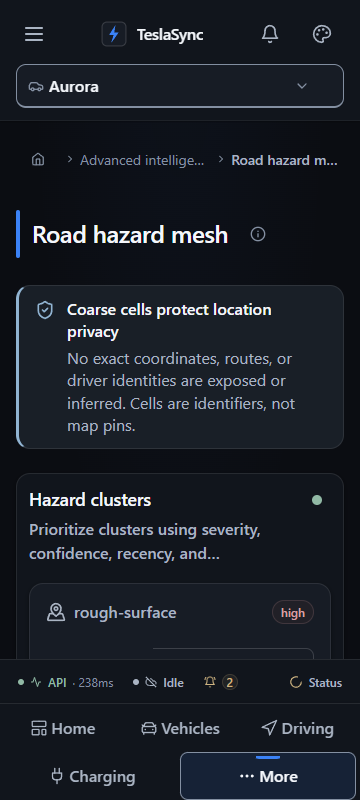 TeslaSync
Aurora
Advanced intellige...
Road hazard m...
Road hazard mesh
Coarse cells protect location
privacy
No exact coordinates, routes, or
driver identities are exposed or
inferred. Cells are identifiers, not
map pins.
Hazard clusters
Prioritize clusters using severity,
confidence, recency, and...
rough-surface
high
API · 238ms
Idle
2
Status
Home
Vehicles
Driving
Charging
More